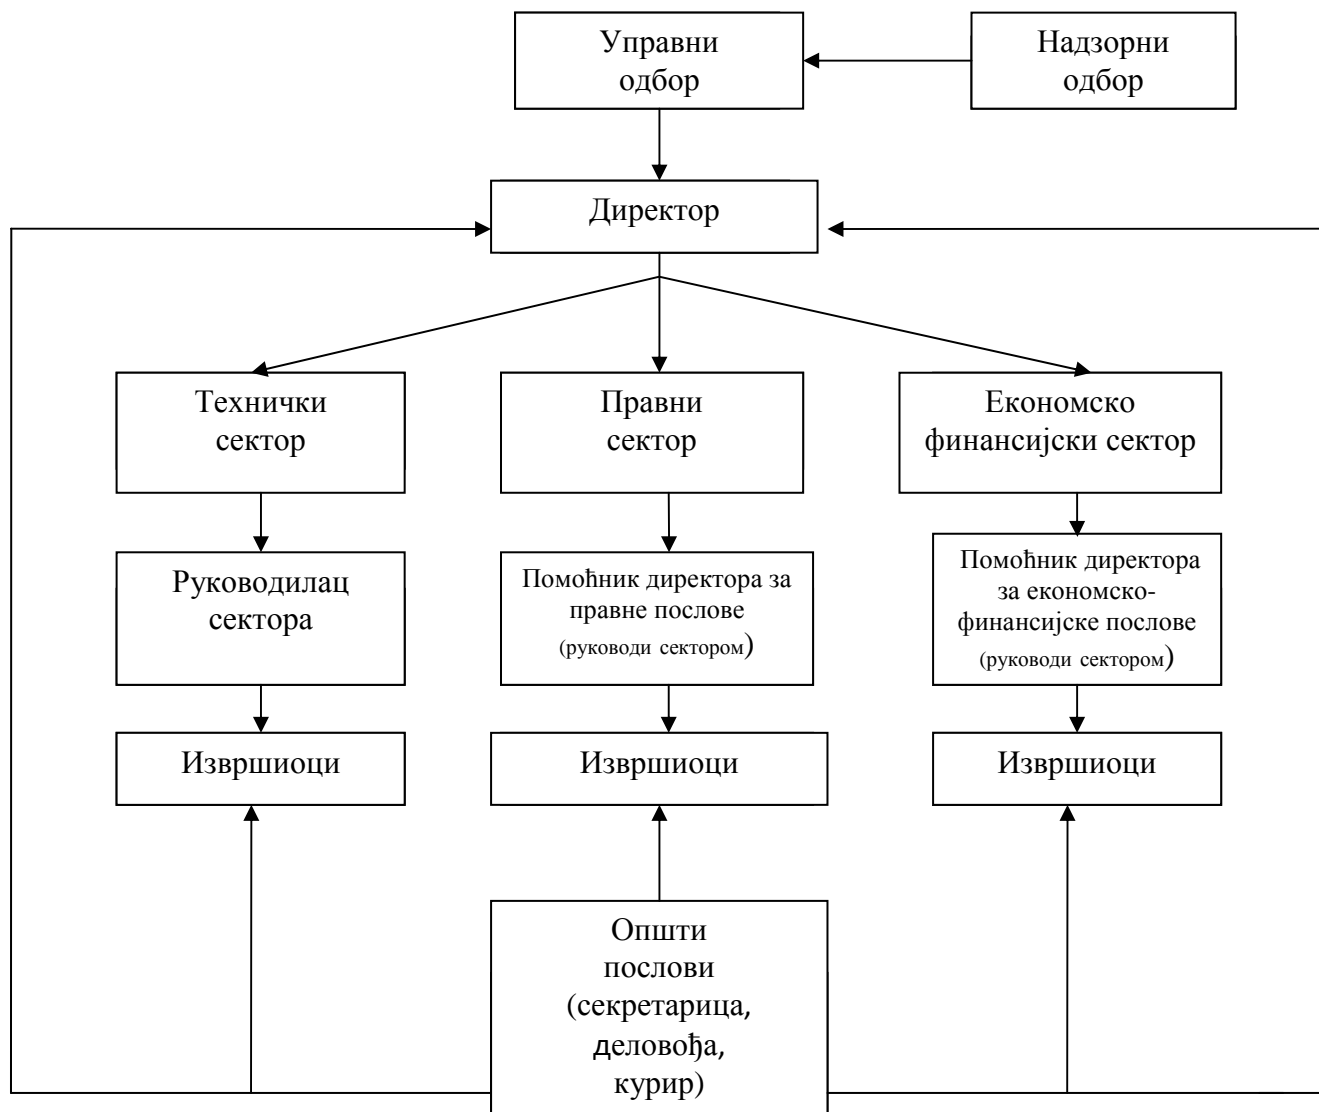 Управни
одбор
Надзорни
одбор
Директор
Технички
сектор
Правни
сектор
Економско
финансијски сектор
Руководилац
сектора
Помоћник директора за
правне послове
(руководи сектором)
Помоћник директора
за економско-
финансијске послове
(руководи сектором)
Извршиоци
Извршиоци
Извршиоци
Општи
послови
(секретарица,
деловођа,
курир)